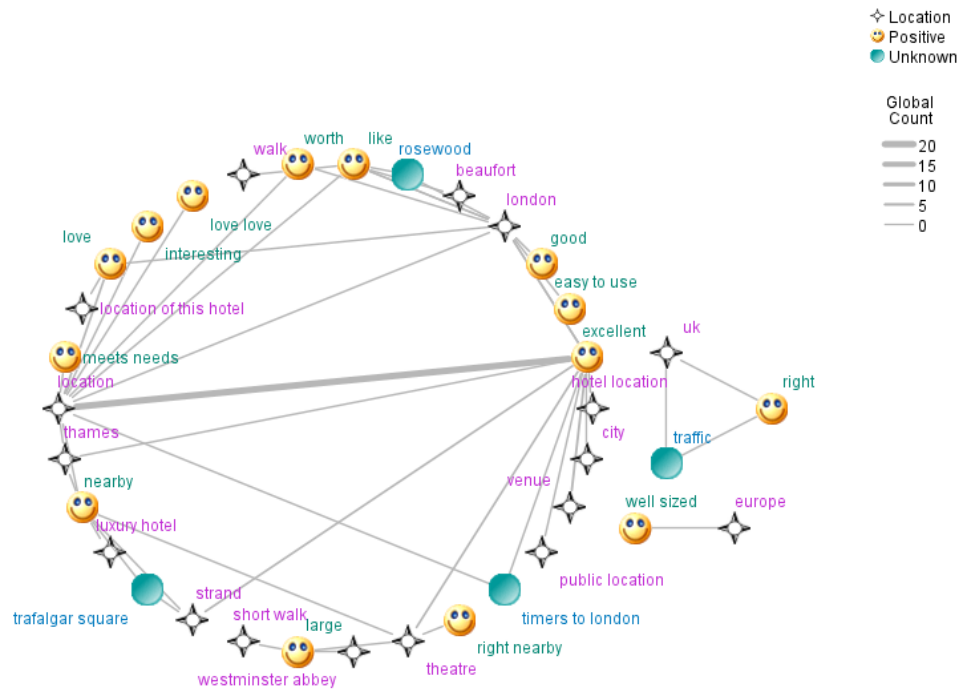 Location
Positive
Unknown
Global
Count
20
15
10
5
0
worth
like
walk
rosewood
beaufort
london
love love
love
interesting
good
easy to use
location of this hotel
excellent
uk
meets needs
location
hotel location
right
thames
city
traffic
nearby
venue
well sized
europe
luxury hotel
public location
strand
trafalgar square
short walk
large
timers to london
right nearby
theatre
westminster abbey